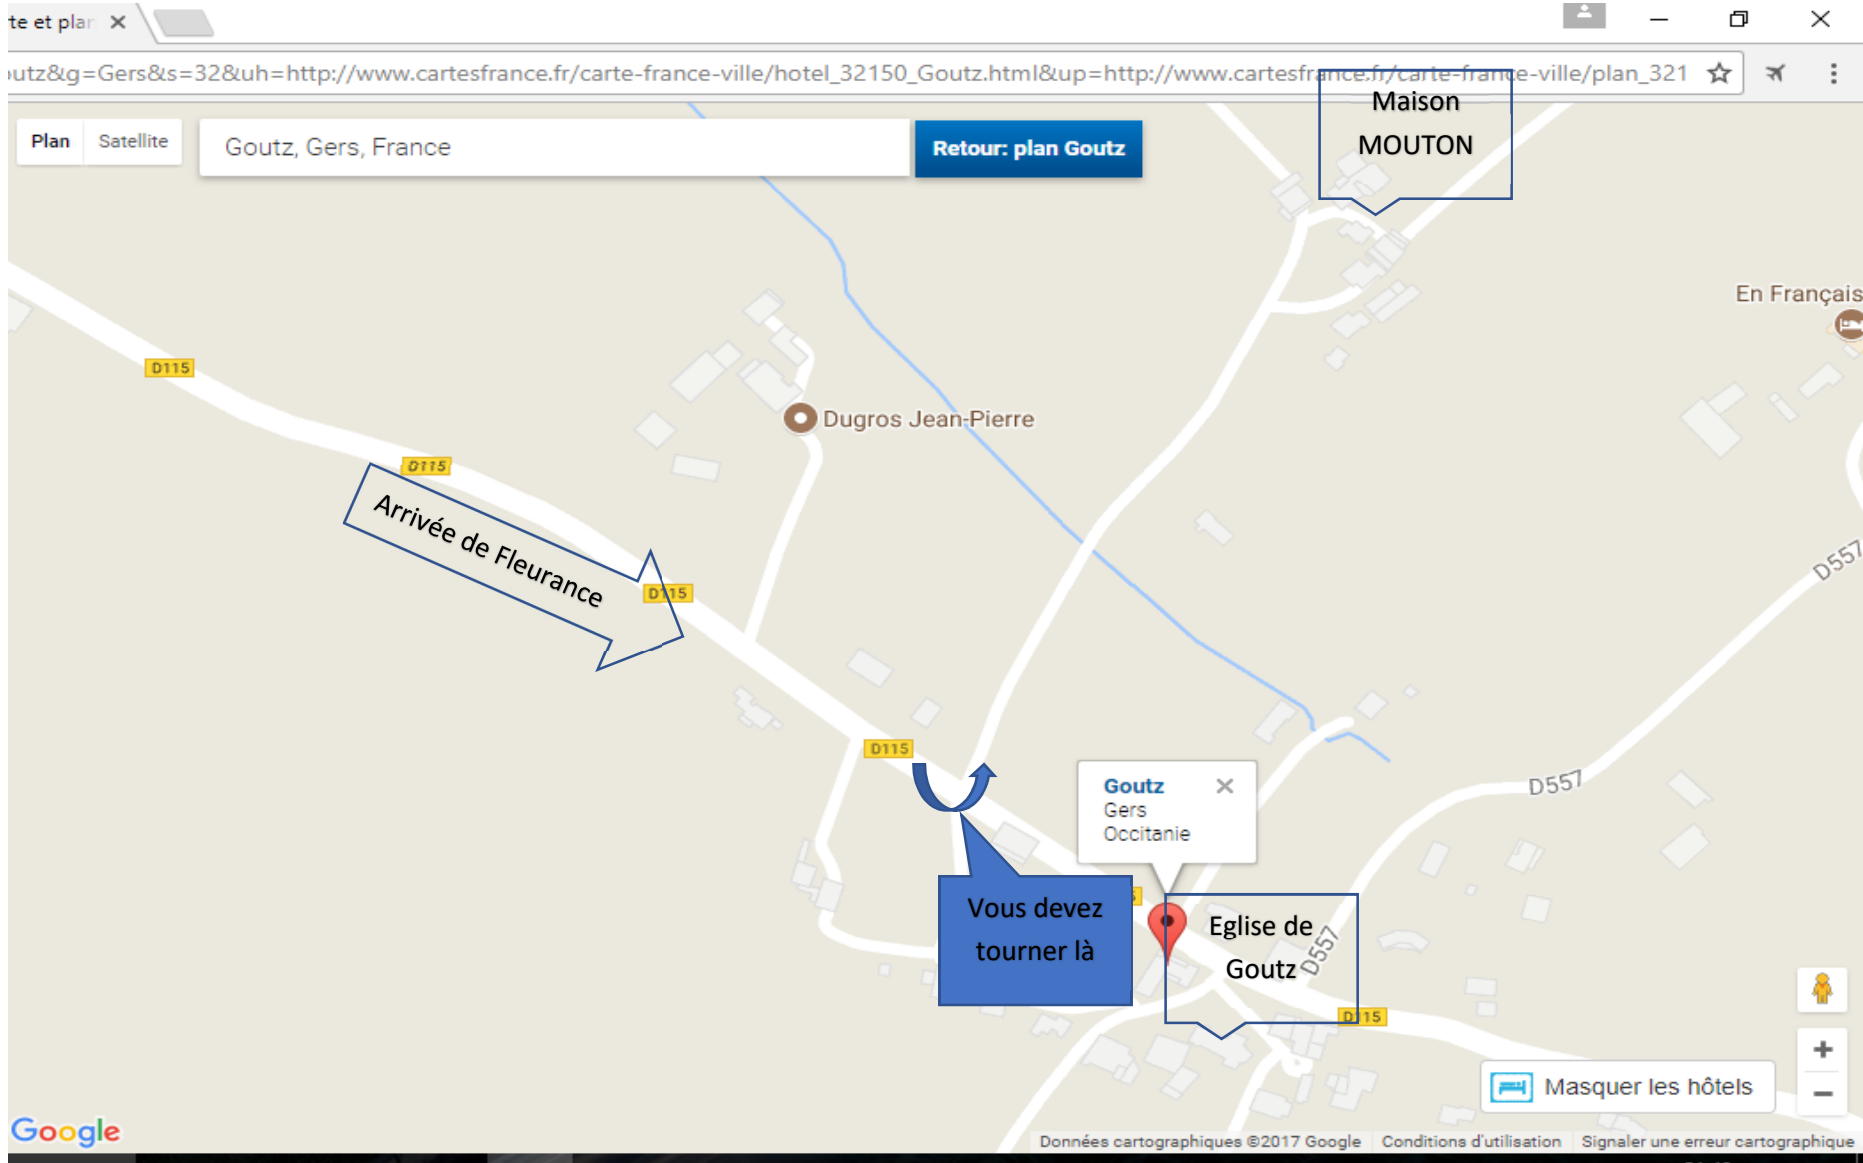 te et plan
outz&g=Gers&s=32&uh=http://www.cartesfrance.fr/carte-france-ville/hotel_32150_Goutz.html&up=http://www.cartesfrance.fr/carte-france-ville/plan_321
Maison
MOUTON
Plan Satellite
Goutz, Gers, France
Retour: plan Goutz
En Français
D115
Dugros Jean-Pierre
D115
Arrivée de Fleurance
D557
D115
D115
Goutz
Gers
Occitanie
D557
Vous devez
tourner là
Eglise de
Goutz
D557
D115
Masquer les hôtels
Google
Données cartographiques ©2017 Google Conditions d'utilisation Signaler une erreur cartographique